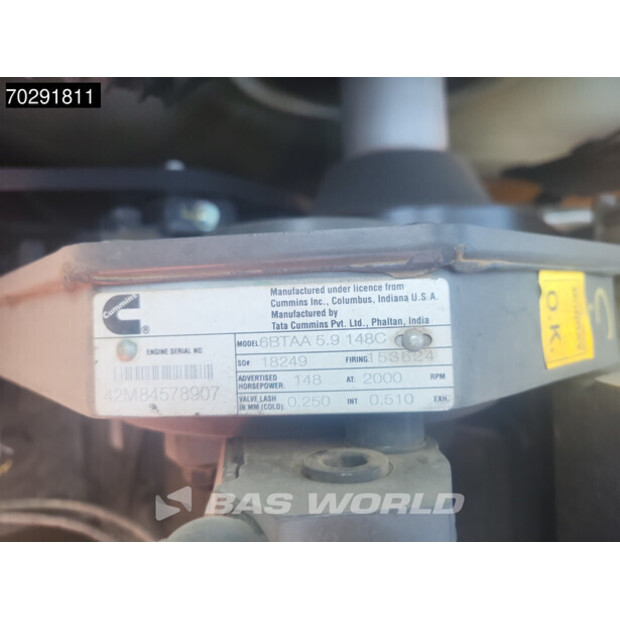 70291811
Manufactured under licence from
Cummins Inc., Columbus, Indiana U.S.A.
Manufactured by
Tata Cummins Pvt. Ltd., Phaltan, India
Cummins
ENGINE SERIAL NO.
42M84578907
MODEL 6BTAA 5.9 148C
SO# 18249 FIRING 153624
ADVERTISED HORSEPOWER: 148 AT: 2000 RPM
VALVE LASH IN MM (COLD): 0.250 INT 0.510 EXH.
O.K.
BAS WORLD